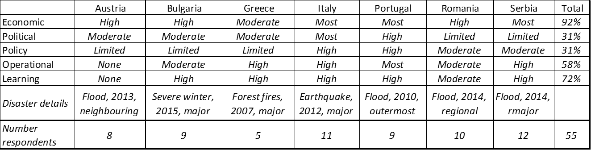 Austria Bulgaria Greece Italy Portugal Romania Serbia Total
Economic High High Moderate Most Most High Most 92%
Political Moderate Moderate Moderate Most High Limited Limited 31%
Policy Limited Limited Limited High High Moderate Moderate 31%
Operational None Moderate High High Most Moderate High 58%
Learning None High High High High Moderate High 72%
Disaster details Flood, 2013, neighbouring Severe winter, 2015, major Forest fires, 2007, major Earthquake, 2012, major Flood, 2010, outermost Flood, 2014, regional Flood, 2014, rmajor
Number respondents 8 9 5 11 9 10 12 55